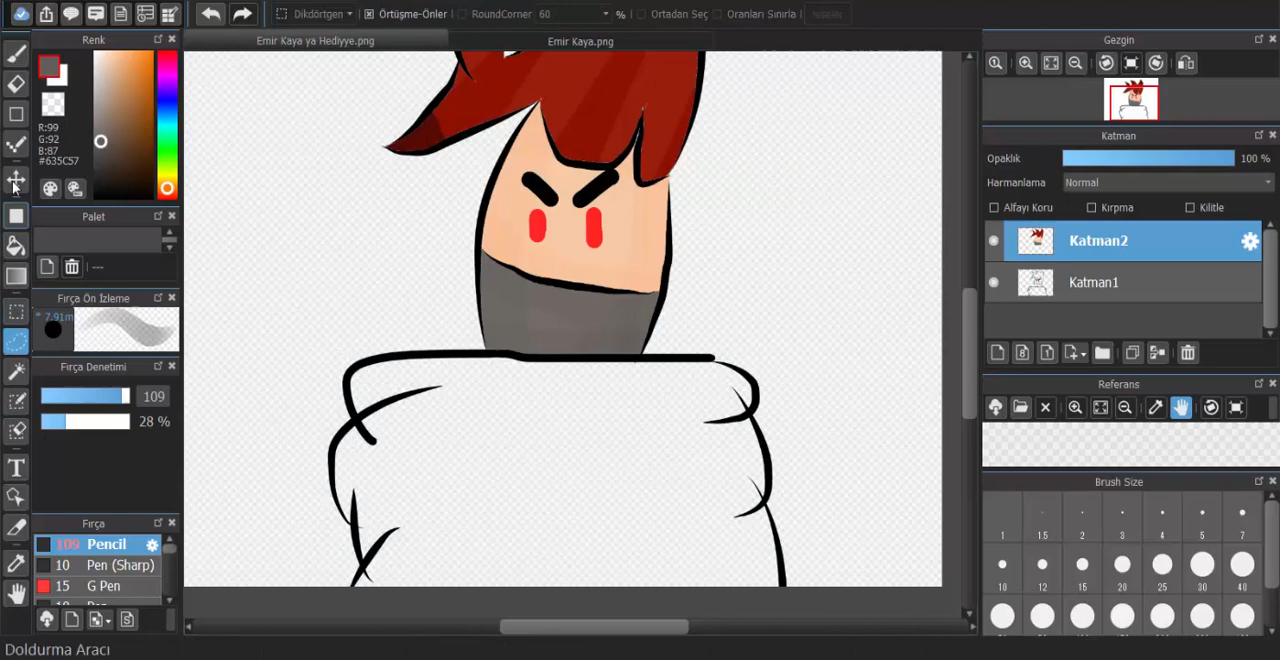 Dikdörtgen
Örtüşme-Önler
RoundCorner
60
%
Ortadan Seç
Oranları Sınırla
Emir Kaya ya Hediyye.png
Emir Kaya.png
Renk
R:99
G:92
B:87
#635C57
Palet
---
Fırça Ön İzleme
* 7.91m
Fırça Denetimi
109
28 %
Fırça
109 Pencil
10 Pen (Sharp)
15 G Pen
Gezgin
Katman
Opaklık 100 %
Harmanlama Normal
Alfayı Koru Kırpma Kilitle
Katman2
Katman1
Referans
Brush Size
1 1.5 2 3 4 5 7
10 12 15 20 25 30 40
T
Doldurma Aracı